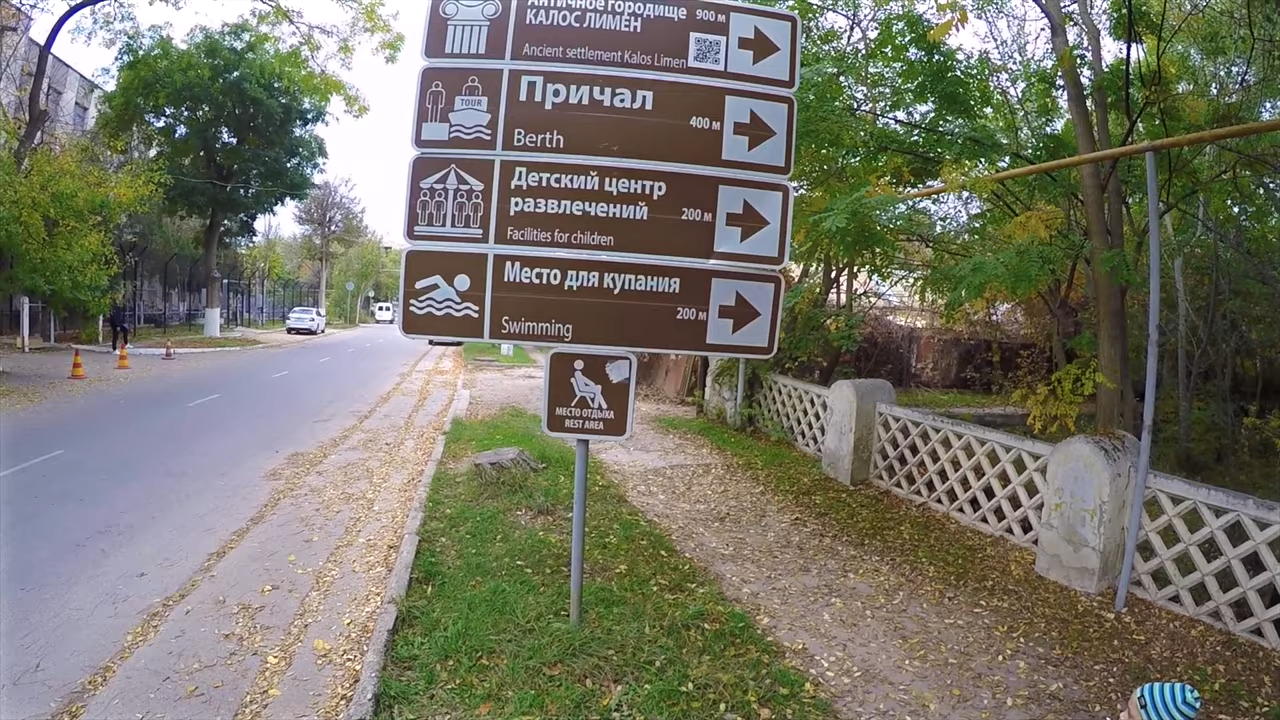 Античное городище
КАЛОС ЛИМЕН
900 м
Ancient settlement Kalos Limen
TOUR
Причал
400 м
Berth
Детский центр
развлечений
200 м
Facilities for children
Место для купания
200 м
Swimming
МЕСТО ОТДЫХА
REST AREA